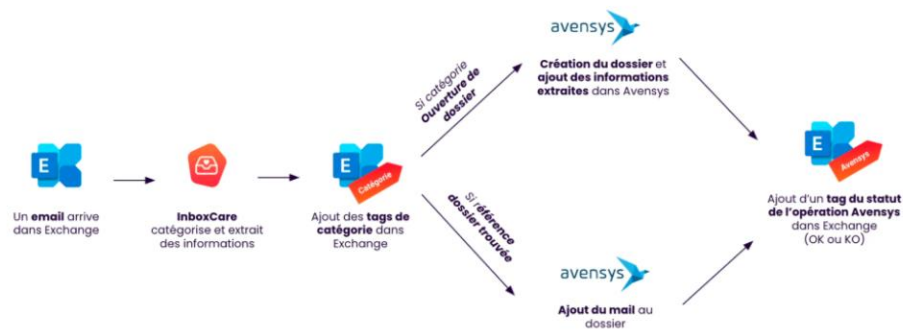 avensys
Création du dossier et
ajout des informations
extraites dans Avensys
Si catégorie
Ouverture de
dossier
E
Un email arrive
dans Exchange
InboxCare
catégorise et extrait
des informations
E
Catégorie
Ajout des tags de
catégorie dans
Exchange
E
Avensys
Ajout d'un tag du statut
de l'opération Avensys
dans Exchange
(OK ou KO)
Si référence
dossier trouvée
avensys
Ajout du mail au
dossier